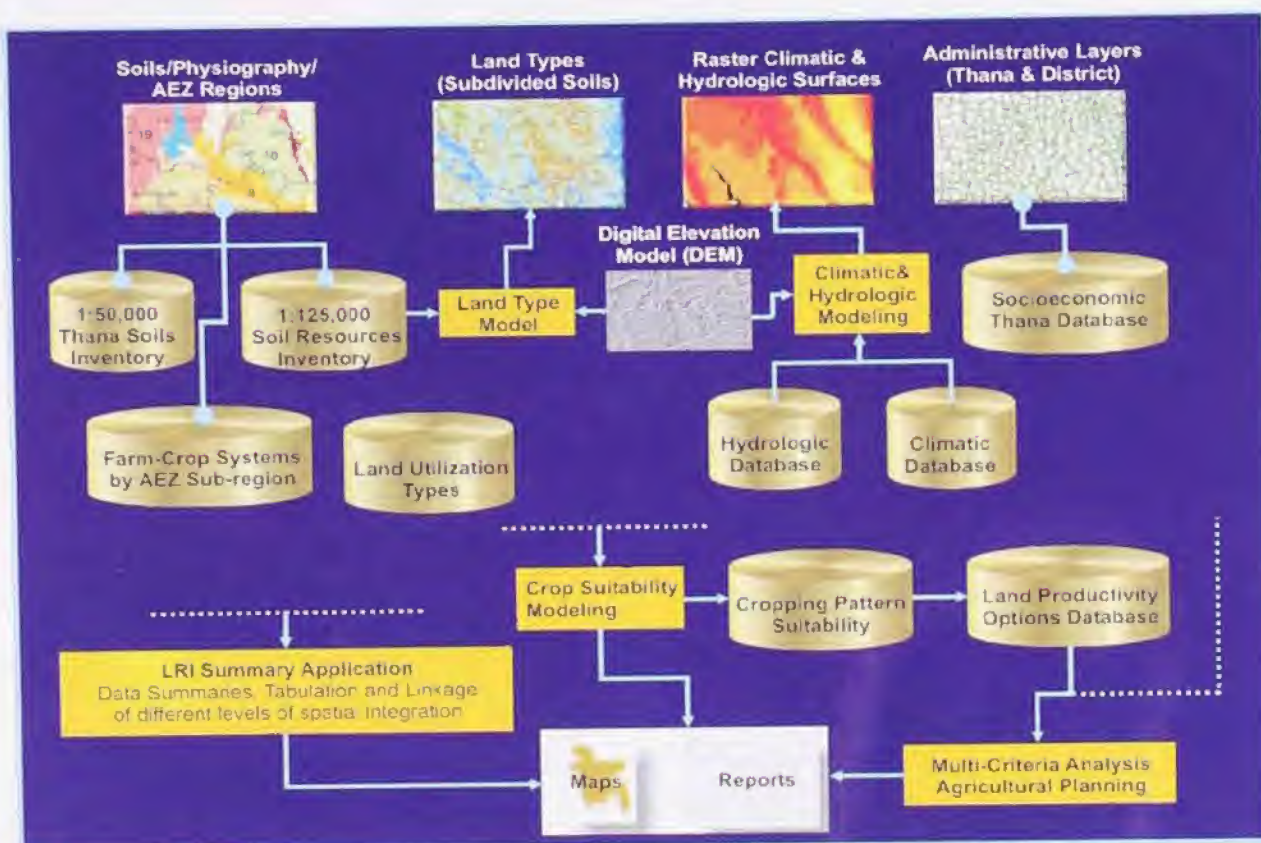 Soils/Physiography/
AEZ Regions
Land Types
(Subdivided Soils)
Raster Climatic &
Hydrologic Surfaces
Administrative Layers
(Thana & District)
19
10
9
Digital Elevation
Model (DEM)
1:50,000
Thana Soils
Inventory
1:125,000
Soil Resources
Inventory
Land Type
Model
Climatic&
Hydrologic
Modeling
Socioeconomic
Thana Database
Farm-Crop Systems
by AEZ Sub-region
Land Utilization
Types
Hydrologic
Database
Climatic
Database
Crop Suitability
Modeling
Cropping Pattern
Suitability
Land Productivity
Options Database
LRI Summary Application
Data Summaries, Tabulation and Linkage
of different levels of spatial integration
Maps
Reports
Multi-Criteria Analysis
Agricultural Planning